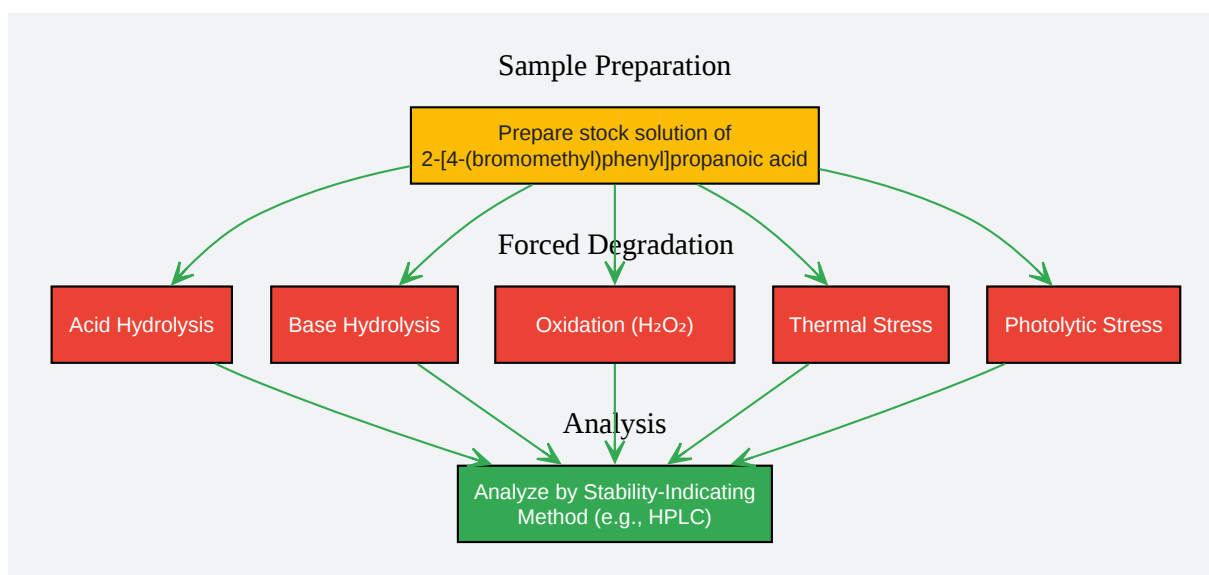 Sample Preparation
Prepare stock solution of
2-[4-(bromomethyl)phenyl]propanoic acid
Forced Degradation
Acid Hydrolysis
Base Hydrolysis
Oxidation (H₂O₂)
Thermal Stress
Photolytic Stress
Analysis
Analyze by Stability-Indicating
Method (e.g., HPLC)